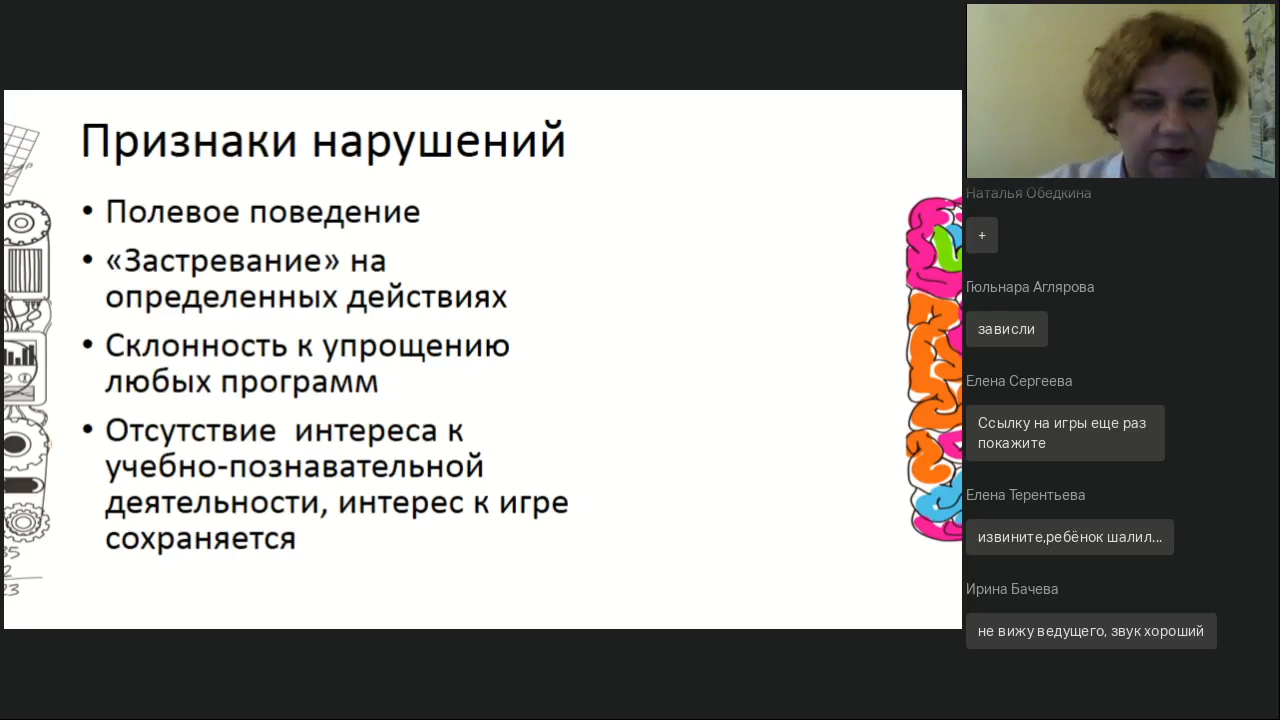 Признаки нарушений
• Полевое поведение
• «Застревание» на
определенных действиях
• Склонность к упрощению
любых программ
• Отсутствие интереса к
учебно-познавательной
деятельности, интерес к игре
сохраняется
Наталья Обедкина
+
Гюльнара Аглярова
зависли
Елена Сергеева
Ссылку на игры еще раз
покажите
Елена Терентьева
извините,ребёнок шалил...
Ирина Бачева
не вижу ведущего, звук хороший